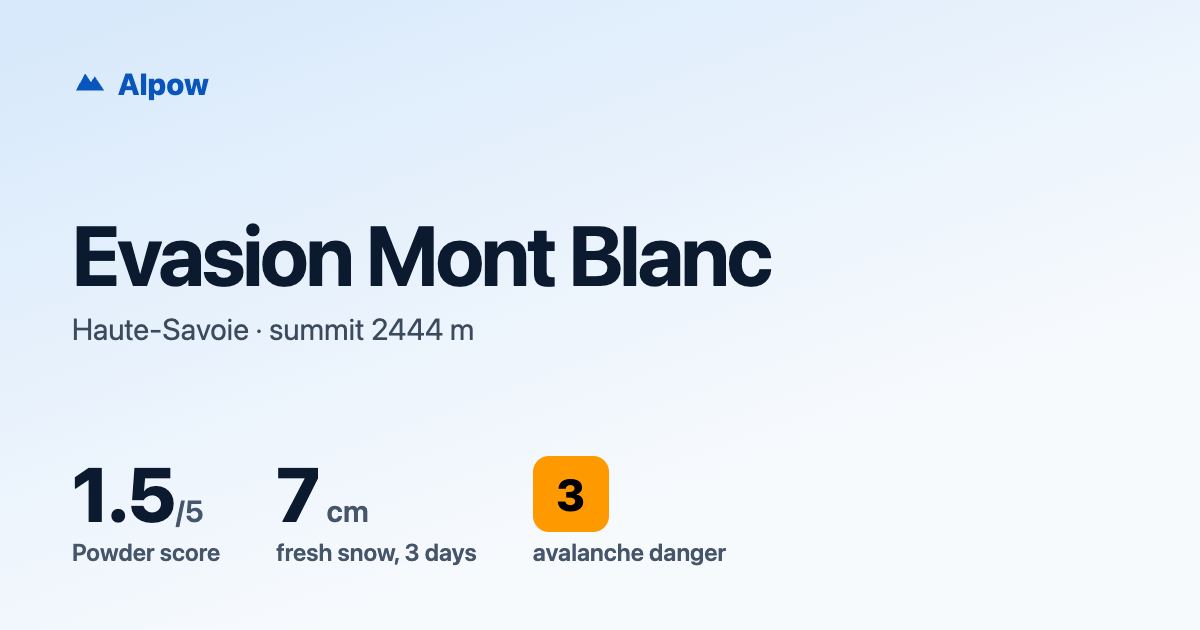 Alpow
Evasion Mont Blanc
Haute-Savoie · summit 2444 m
1.5/5
Powder score
7 cm
fresh snow, 3 days
3
avalanche danger